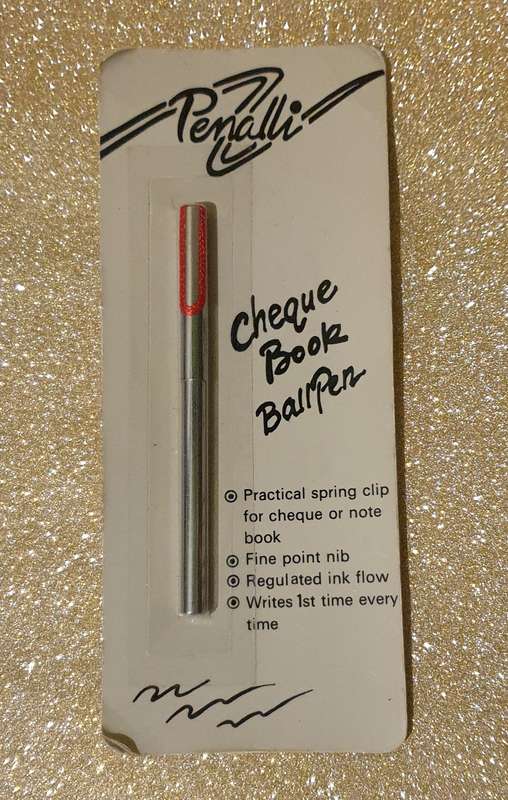 Penalli
Cheque
Book
BallPen
Practical spring clip
for cheque or note
book
Fine point nib
Regulated ink flow
Writes 1st time every
time